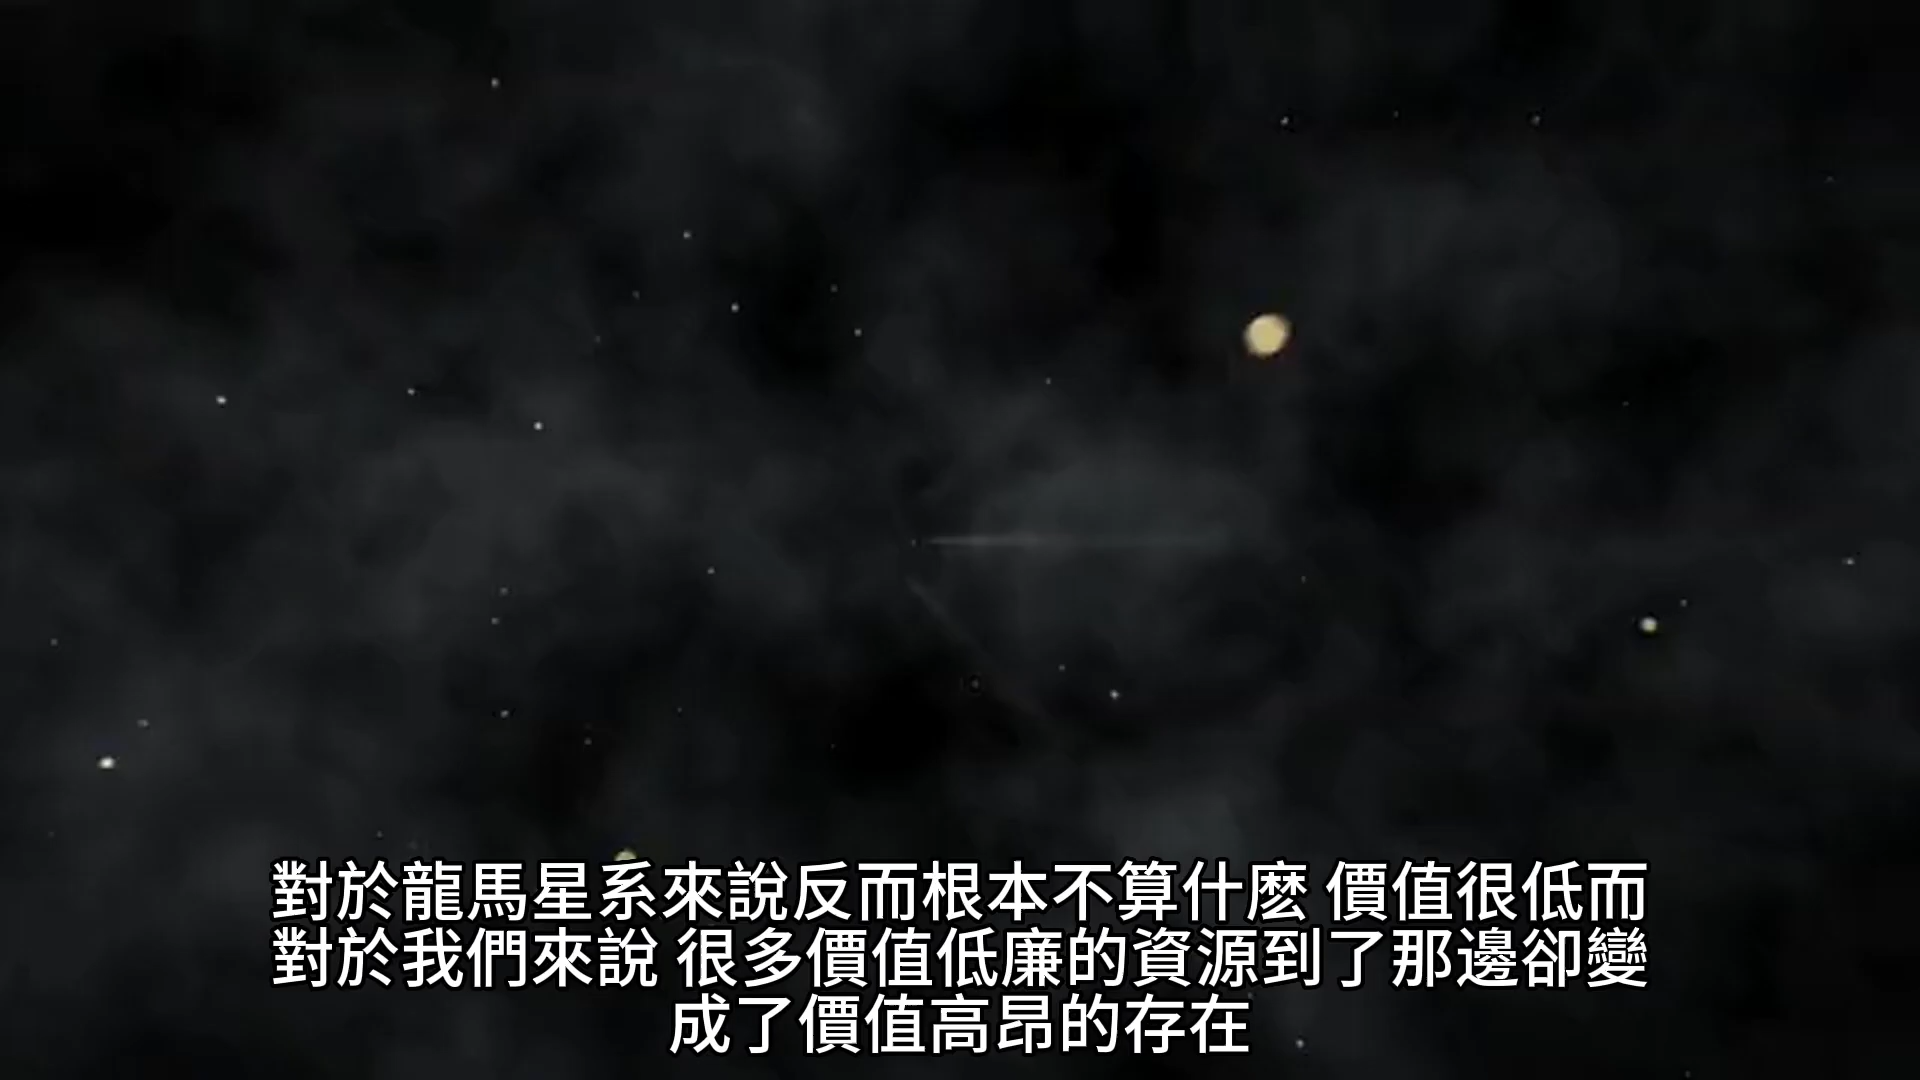 對於龍馬星系來說反而根本不算什麽 價值很低而
對於我們來說 很多價值低廉的資源到了那邊卻變
成了價值高昂的存在